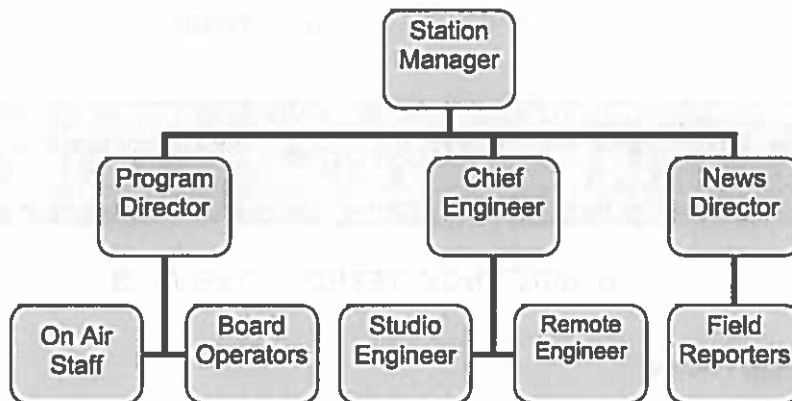 Station
Manager
Program
Director
Chief
Engineer
News
Director
On Air
Staff
Board
Operators
Studio
Engineer
Remote
Engineer
Field
Reporters